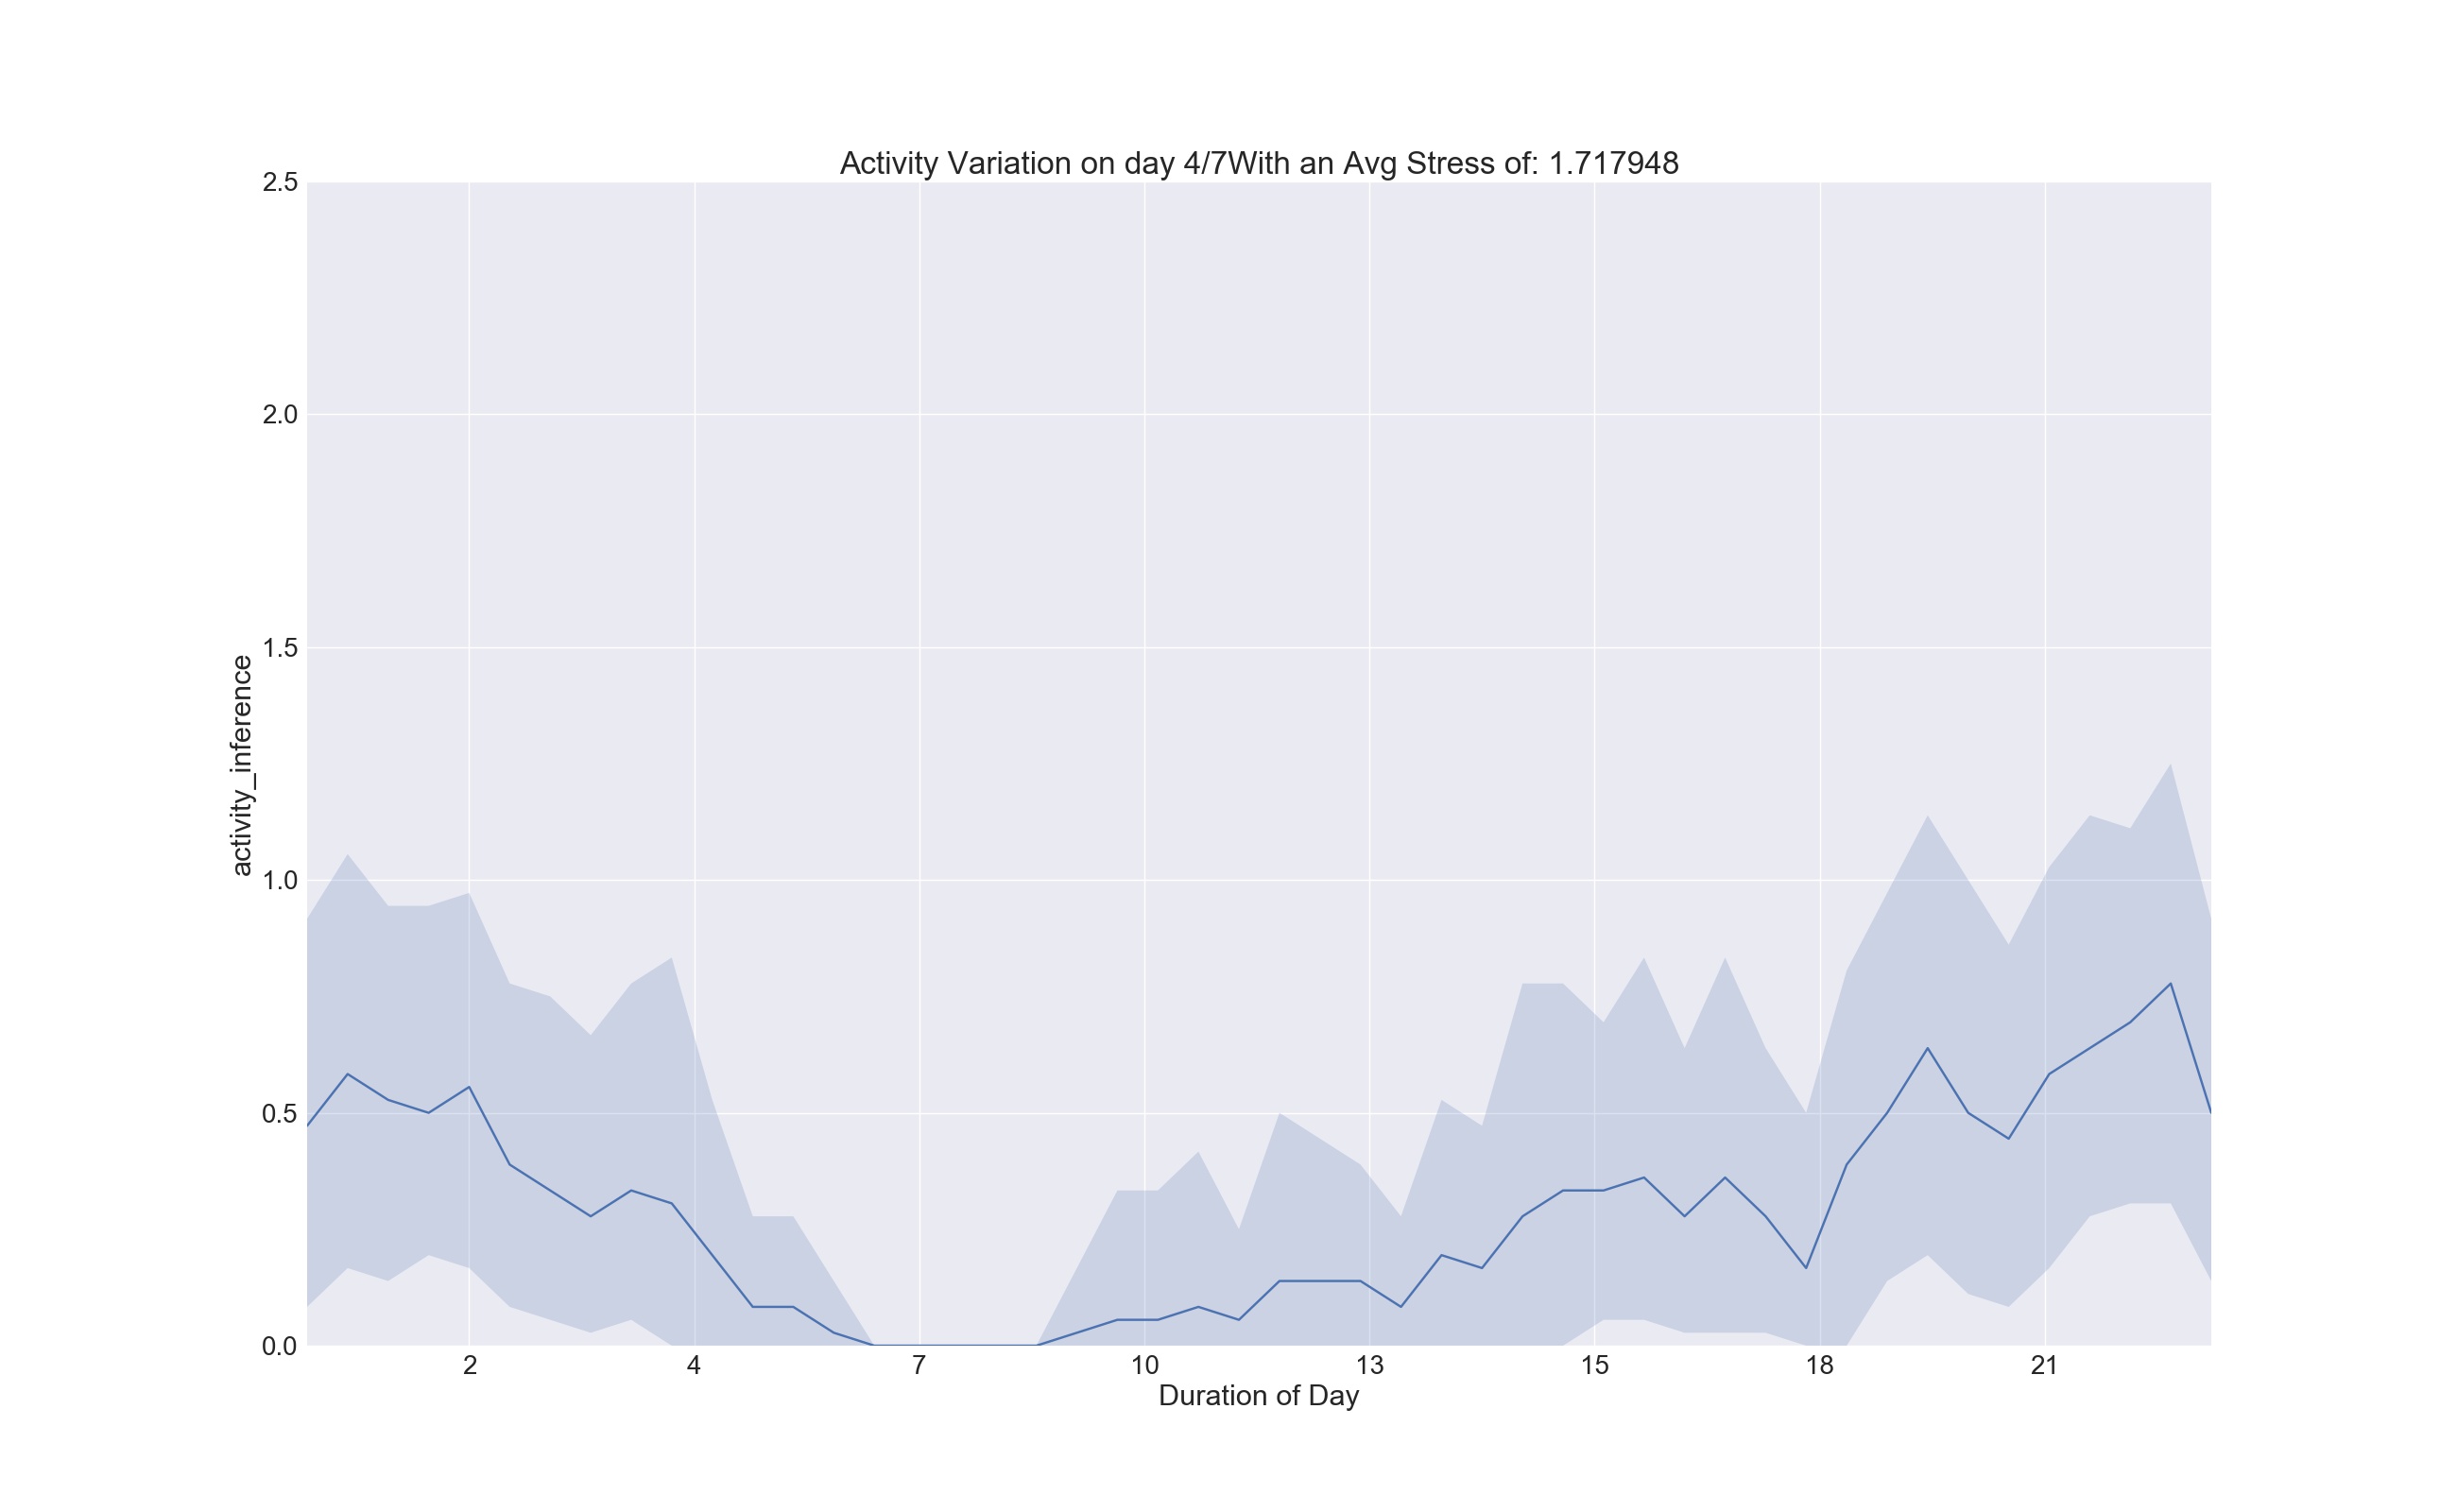 Activity Variation on day 4/7With an Avg Stress of: 1.717948
2.5
2.0
1.5
1.0
0.5
0.0
activity_inference
2 4 7 10 13 15 18 21
Duration of Day